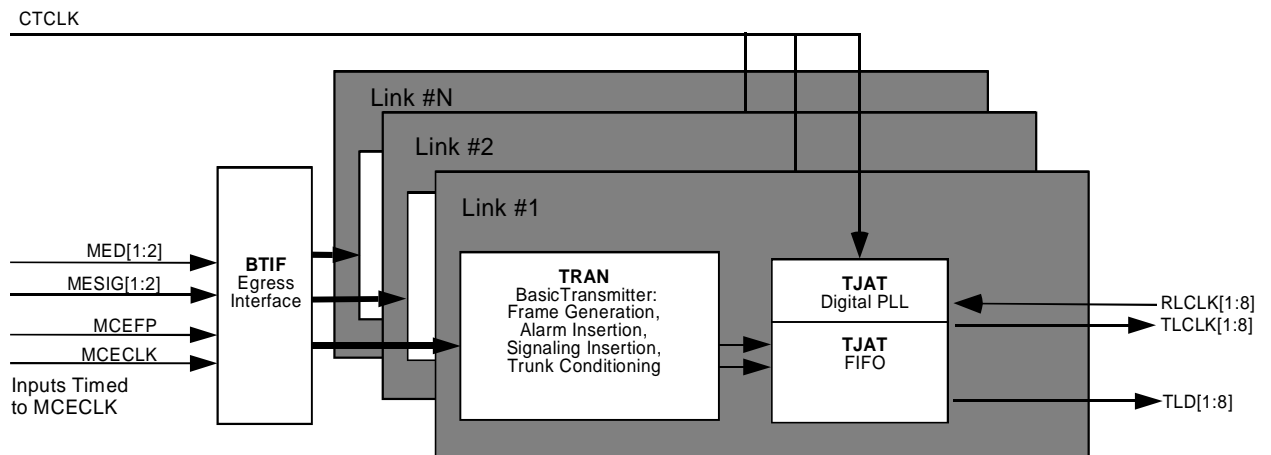 CTCLK
Link #N
Link #2
Link #1
MED[1:2]
MESIG[1:2]
MCEFP
MCECLK
Inputs Timed
to MCECLK
BTIF
Egress
Interface
TRAN
BasicTransmitter:
Frame Generation,
Alarm Insertion,
Signaling Insertion,
Trunk Conditioning
TJAT
Digital PLL
TJAT
FIFO
RLCLK[1:8]
TLCLK[1:8]
TLD[1:8]